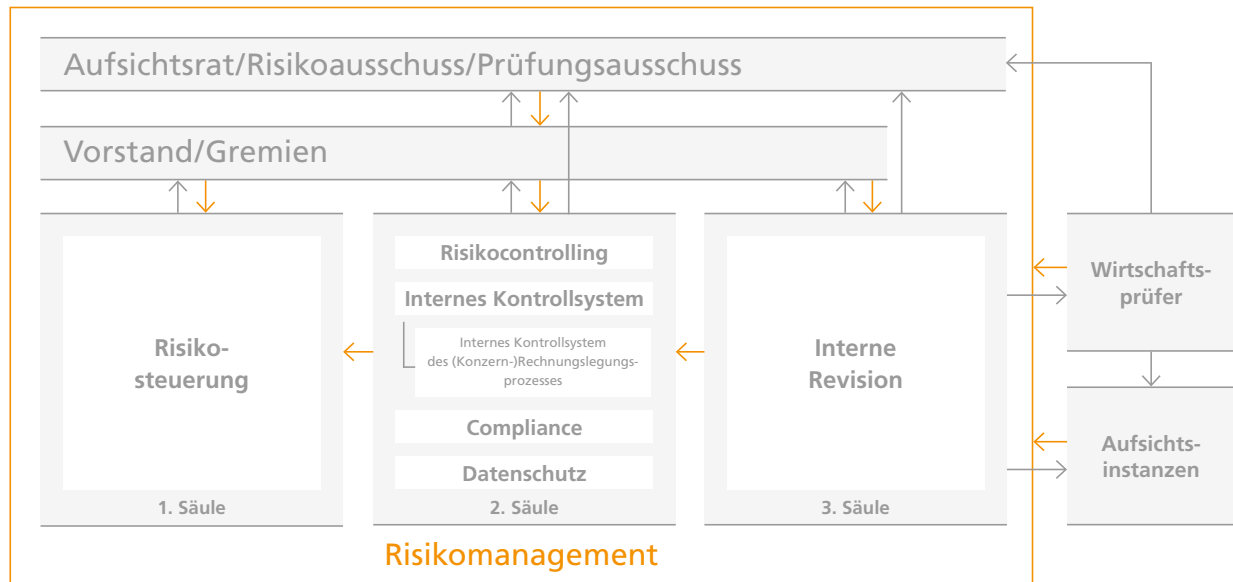 Aufsichtsrat/Risikoausschuss/Prüfungsausschuss
Vorstand/Gremien
Risiko-
steuerung
1. Säule
Risikocontrolling
Internes Kontrollsystem
Internes Kontrollsystem
des (Konzern-)Rechnungslegungs-
prozesses
Compliance
Datenschutz
2. Säule
Interne
Revision
3. Säule
Wirtschafts-
prüfer
Aufsichts-
instanzen
Risikomanagement